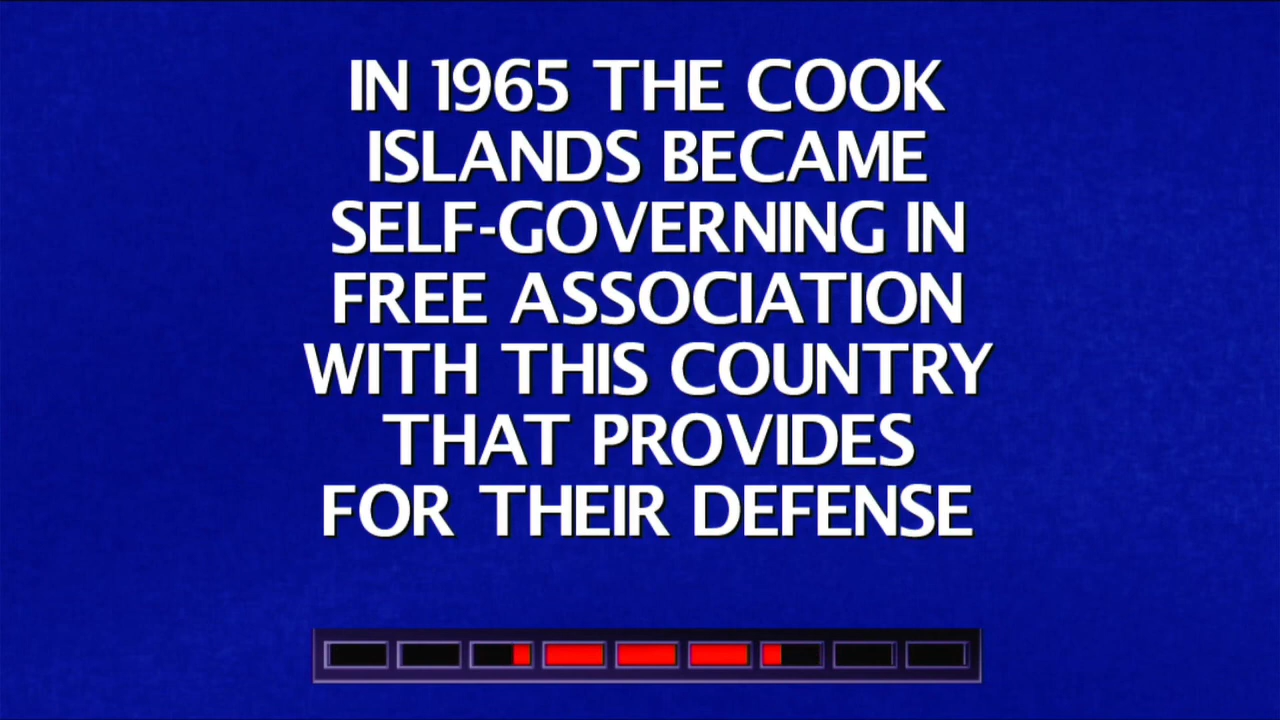 IN 1965 THE COOK
ISLANDS BECAME
SELF-GOVERNING IN
FREE ASSOCIATION
WITH THIS COUNTRY
THAT PROVIDES
FOR THEIR DEFENSE